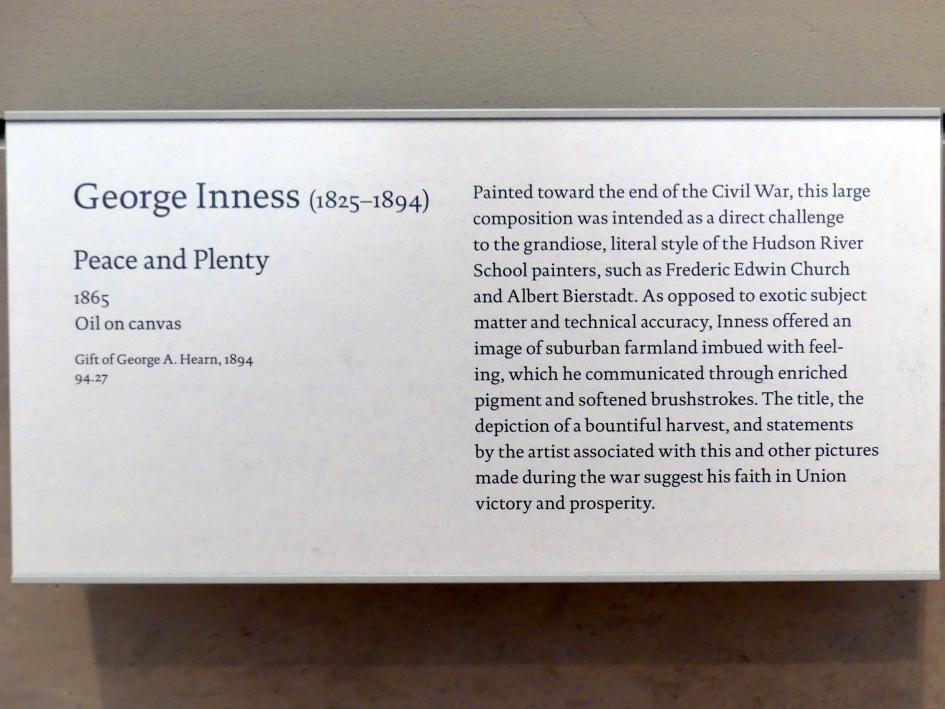 George Inness (1825–1894)
Peace and Plenty
1865
Oil on canvas
Gift of George A. Hearn, 1894
94.27
Painted toward the end of the Civil War, this large
composition was intended as a direct challenge
to the grandiose, literal style of the Hudson River
School painters, such as Frederic Edwin Church
and Albert Bierstadt. As opposed to exotic subject
matter and technical accuracy, Inness offered an
image of suburban farmland imbued with feel-
ing, which he communicated through enriched
pigment and softened brushstrokes. The title, the
depiction of a bountiful harvest, and statements
by the artist associated with this and other pictures
made during the war suggest his faith in Union
victory and prosperity.